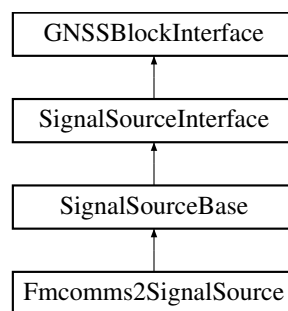 GNSSBlockInterface
SignalSourceInterface
SignalSourceBase
Fmcomms2SignalSource